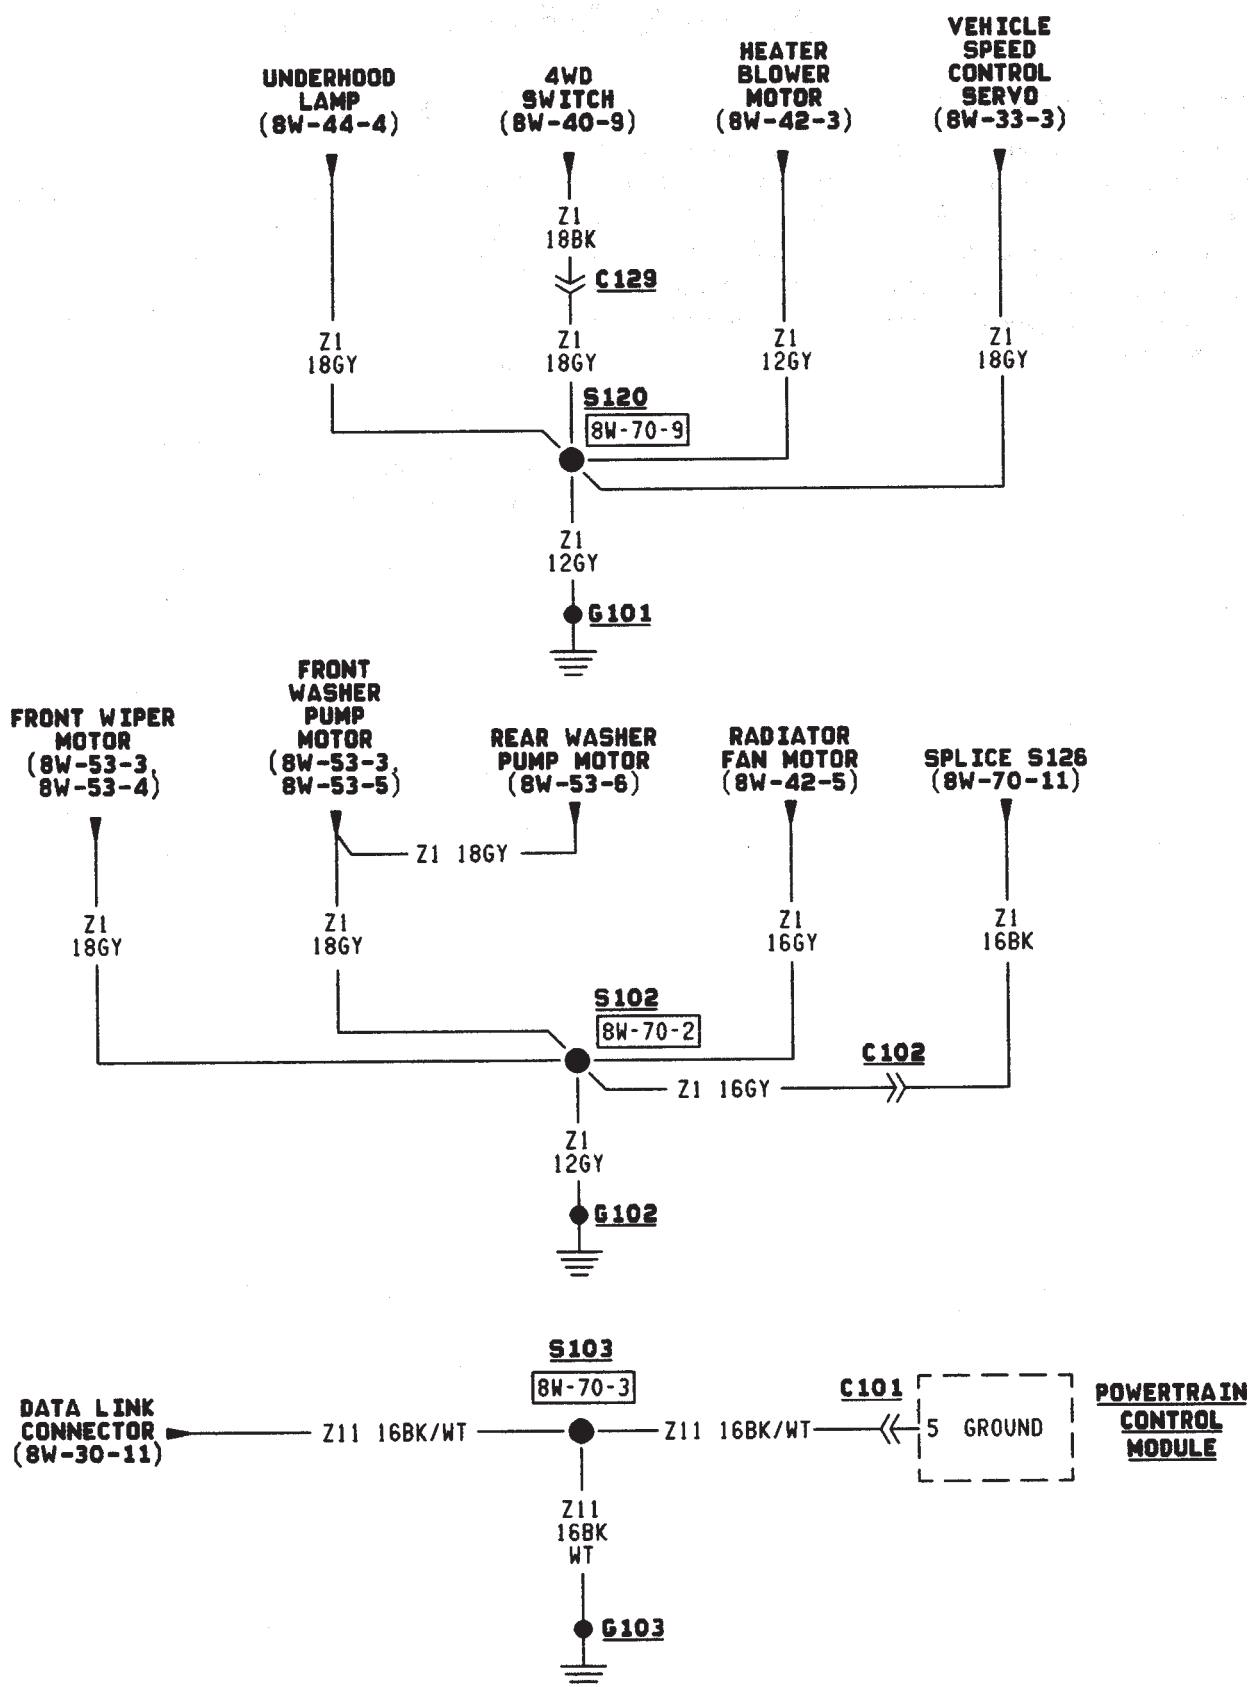 UNDERHOOD
LAMP
(8W-44-4)
4WD
SWITCH
(8W-40-9)
HEATER
BLOWER
MOTOR
(8W-42-3)
VEHICLE
SPEED
CONTROL
SERVO
(8W-33-3)
Z1
18BK
C129
Z1
18GY
Z1
18GY
Z1
12GY
Z1
18GY
S120
8W-70-9
Z1
12GY
G101
FRONT WIPER
MOTOR
(8W-53-3,
8W-53-4)
FRONT
WASHER
PUMP
MOTOR
(8W-53-3,
8W-53-5)
REAR WASHER
PUMP MOTOR
(8W-53-6)
RADIATOR
FAN MOTOR
(8W-42-5)
SPLICE S126
(8W-70-11)
Z1 18GY
Z1
18GY
Z1
18GY
Z1
16GY
Z1
16BK
S102
8W-70-2
C102
Z1 16GY
Z1
12GY
G102
S103
8W-70-3
DATA LINK
CONNECTOR
(8W-30-11)
Z11 16BK/WT
Z11 16BK/WT
C101
5 GROUND
POWERTRAIN
CONTROL
MODULE
Z11
16BK
WT
G103